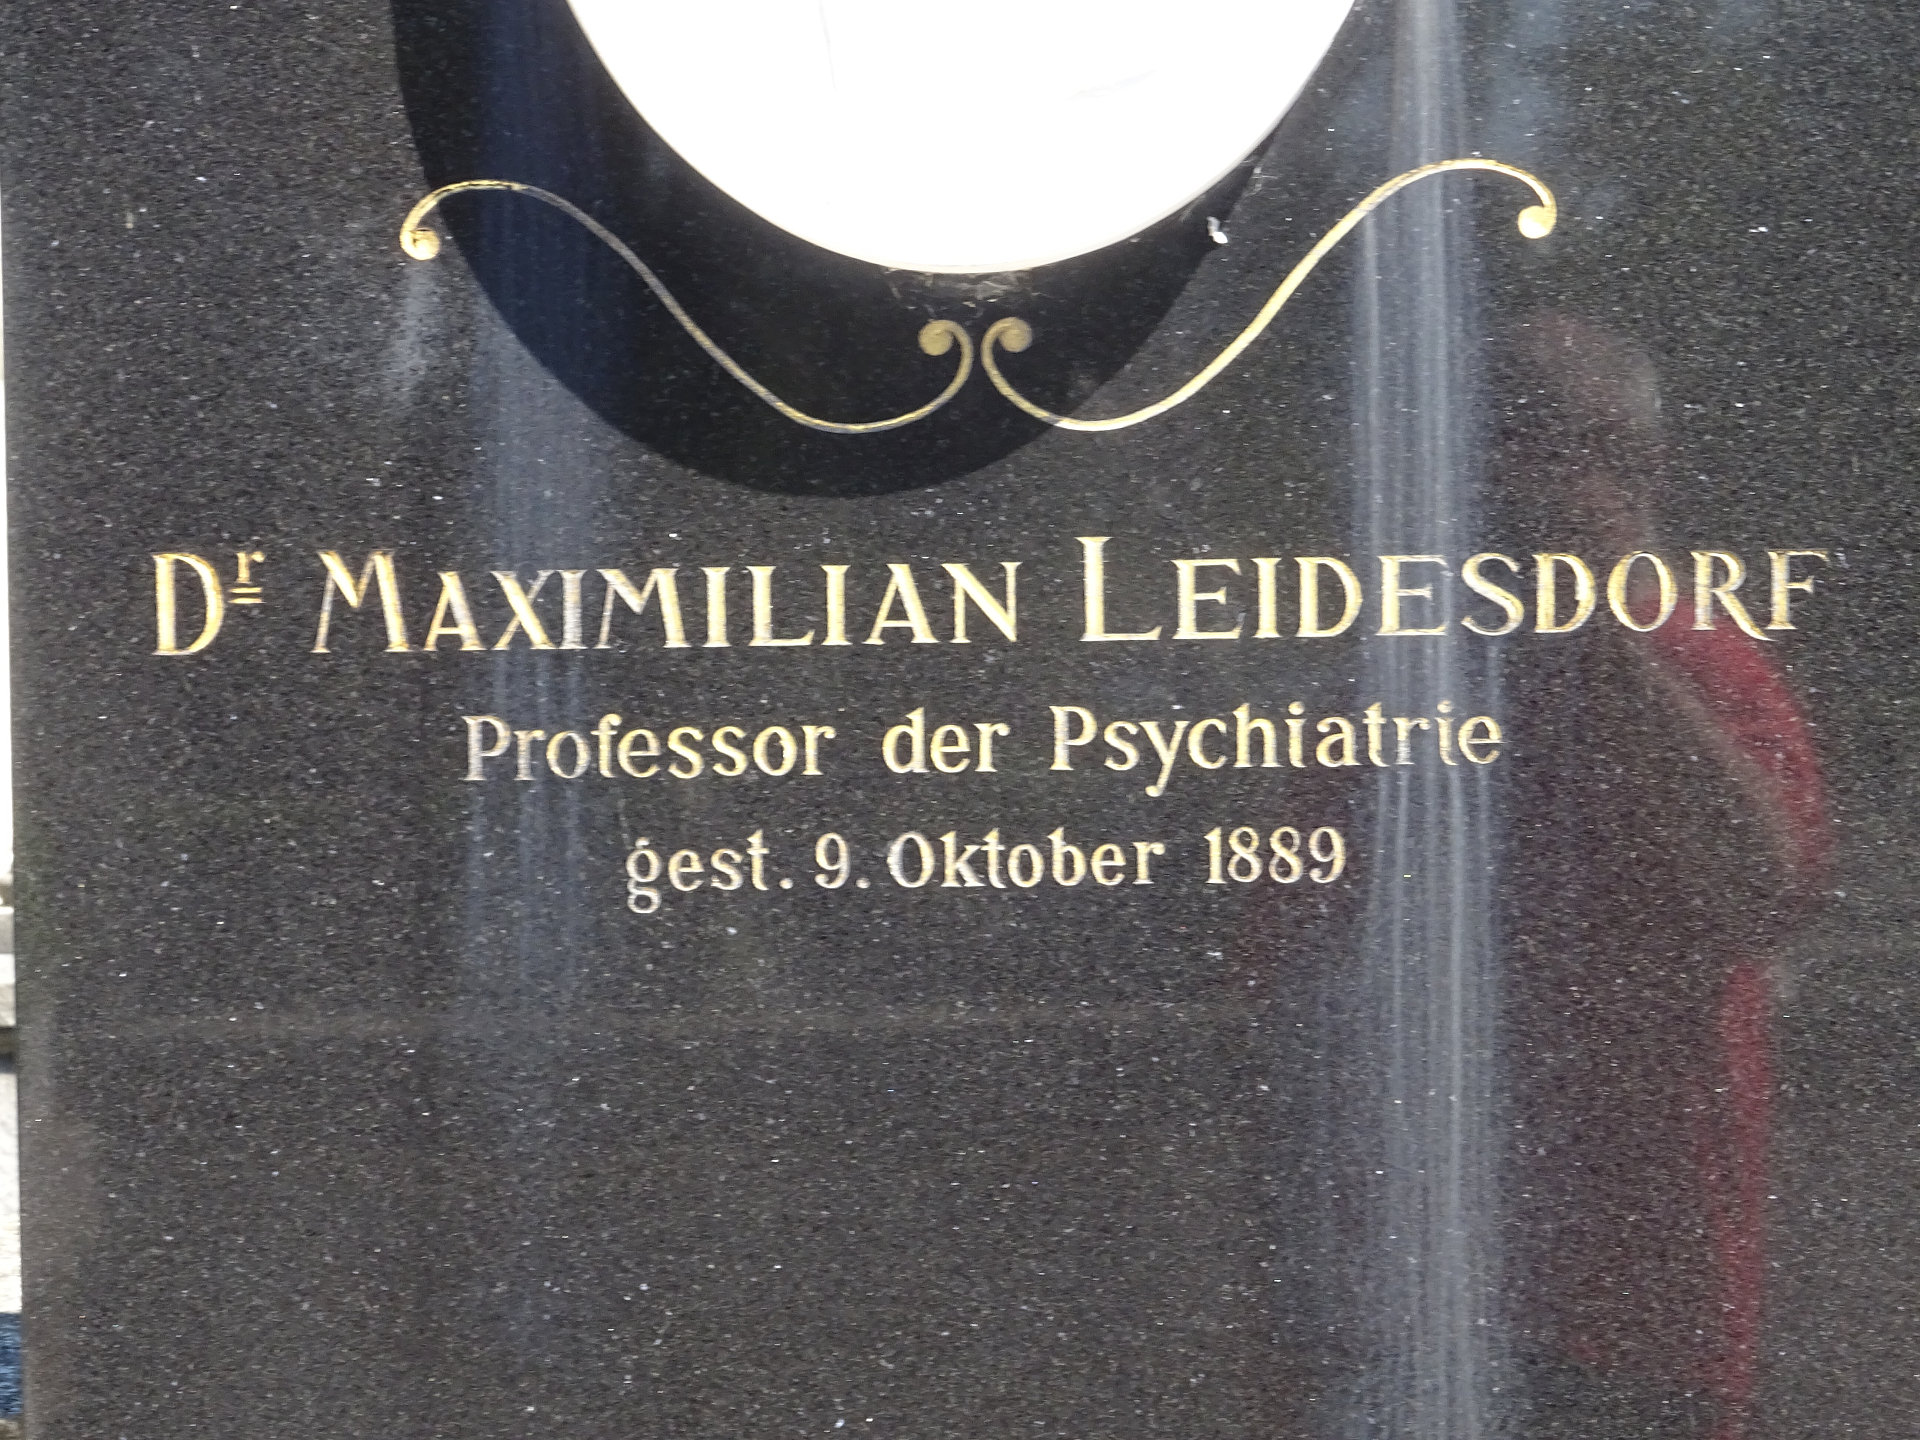 Dr MAXIMILIAN LEIDESDORF
Professor der Psychiatrie
gest. 9. Oktober 1889